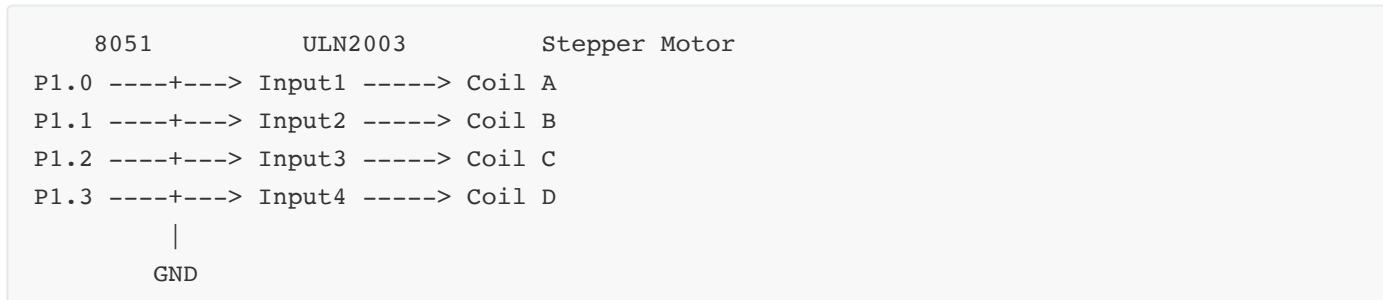 8051            ULN2003        Stepper Motor
P1.0 ----+---> Input1 -----> Coil A
P1.1 ----+---> Input2 -----> Coil B
P1.2 ----+---> Input3 -----> Coil C
P1.3 ----+---> Input4 -----> Coil D
         |
        GND